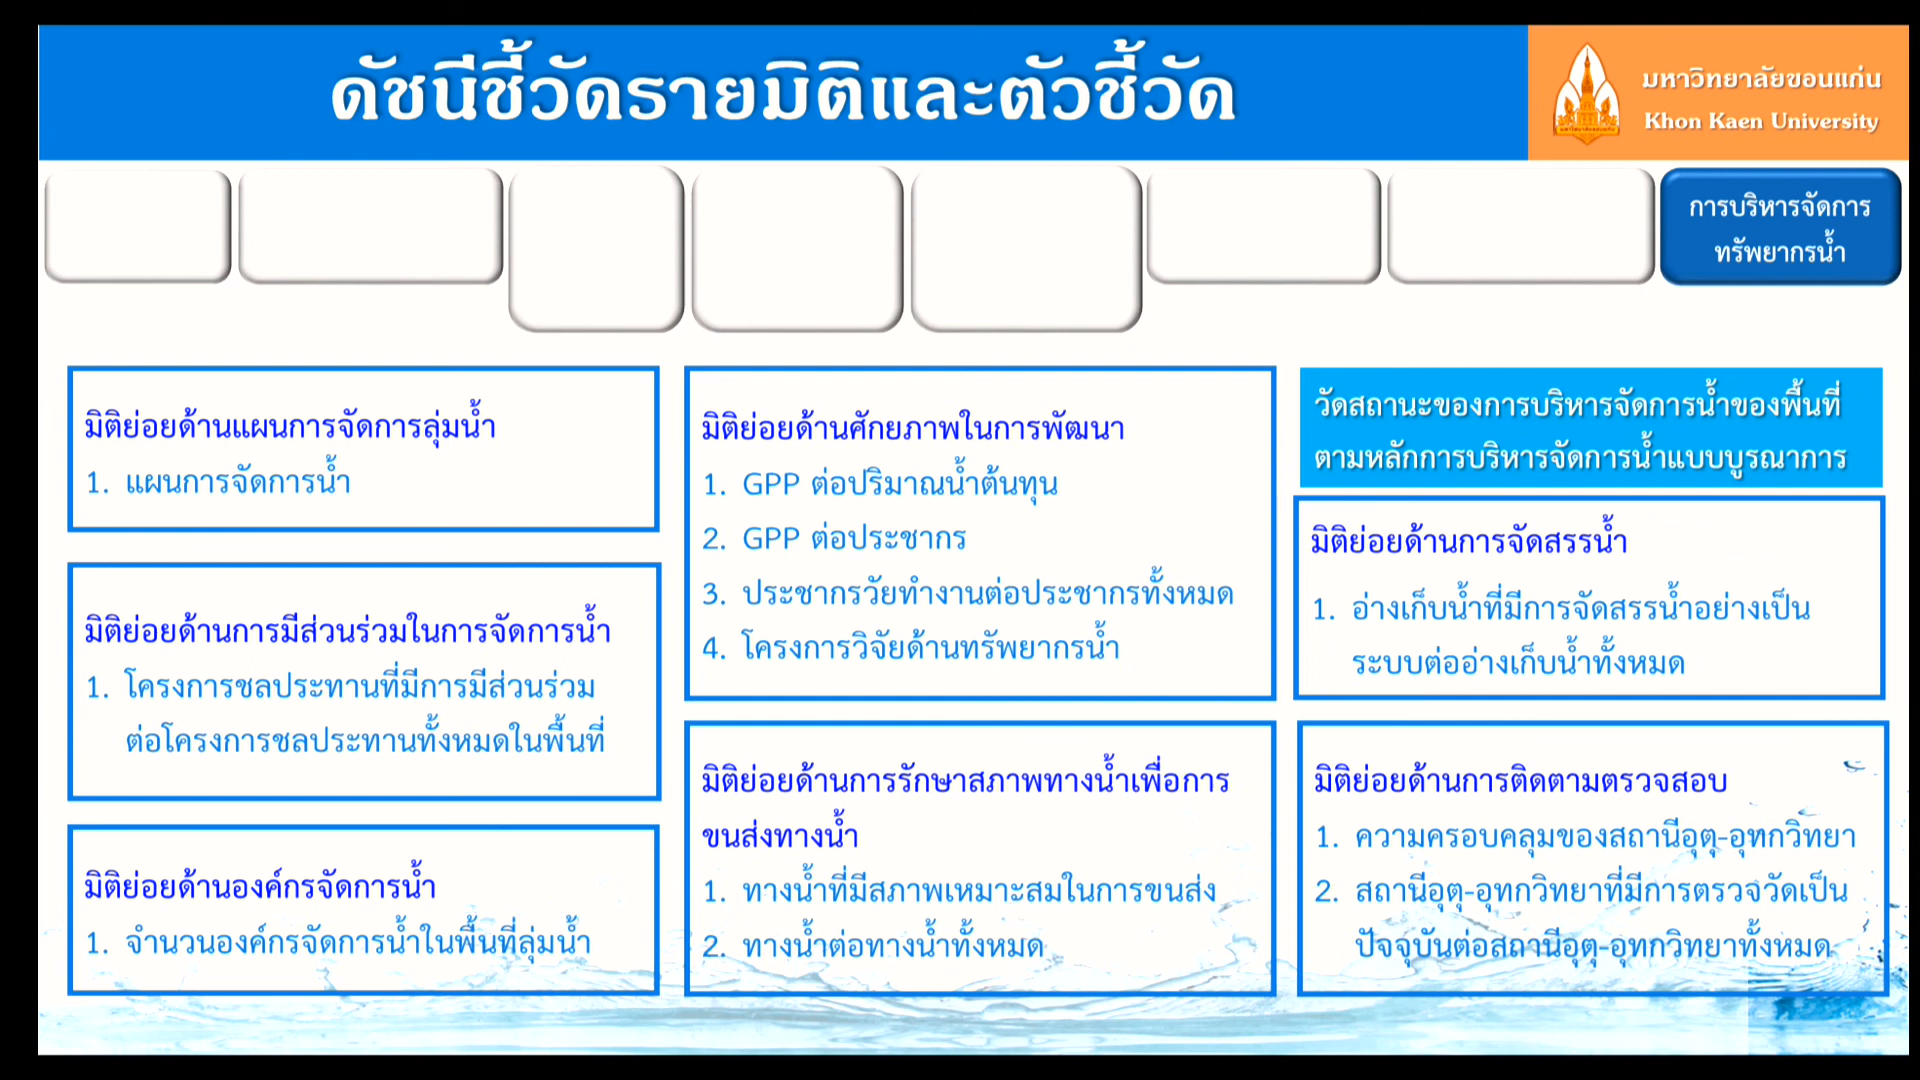 ดัชนีชี้วัดรายมิติและตัวชี้วัด
มหาวิทยาลัยขอนแก่น
Khon Kaen University
การบริหารจัดการ
ทรัพยากรน้ำ
มิติย่อยด้านแผนการจัดการลุ่มน้ำ
1. แผนการจัดการน้ำ
มิติย่อยด้านการมีส่วนร่วมในการจัดการน้ำ
1. โครงการชลประทานที่มีการมีส่วนร่วม
ต่อโครงการชลประทานทั้งหมดในพื้นที่
มิติย่อยด้านองค์กรจัดการน้ำ
1. จำนวนองค์กรจัดการน้ำในพื้นที่ลุ่มน้ำ
มิติย่อยด้านศักยภาพในการพัฒนา
1. GPP ต่อปริมาณน้ำต้นทุน
2. GPP ต่อประชากร
3. ประชากรวัยทำงานต่อประชากรทั้งหมด
4. โครงการวิจัยด้านทรัพยากรน้ำ
มิติย่อยด้านการรักษาสภาพทางน้ำเพื่อการ
ขนส่งทางน้ำ
1. ทางน้ำที่มีสภาพเหมาะสมในการขนส่ง
2. ทางน้ำต่อทางน้ำทั้งหมด
วัดสถานะของการบริหารจัดการน้ำของพื้นที่
ตามหลักการบริหารจัดการน้ำแบบบูรณาการ
มิติย่อยด้านการจัดสรรน้ำ
1. อ่างเก็บน้ำที่มีการจัดสรรน้ำอย่างเป็น
ระบบต่ออ่างเก็บน้ำทั้งหมด
มิติย่อยด้านการติดตามตรวจสอบ
1. ความครอบคลุมของสถานีอุตุ-อุทกวิทยา
2. สถานีอุตุ-อุทกวิทยาที่มีการตรวจวัดเป็น
ปัจจุบันต่อสถานีอุตุ-อุทกวิทยาทั้งหมด